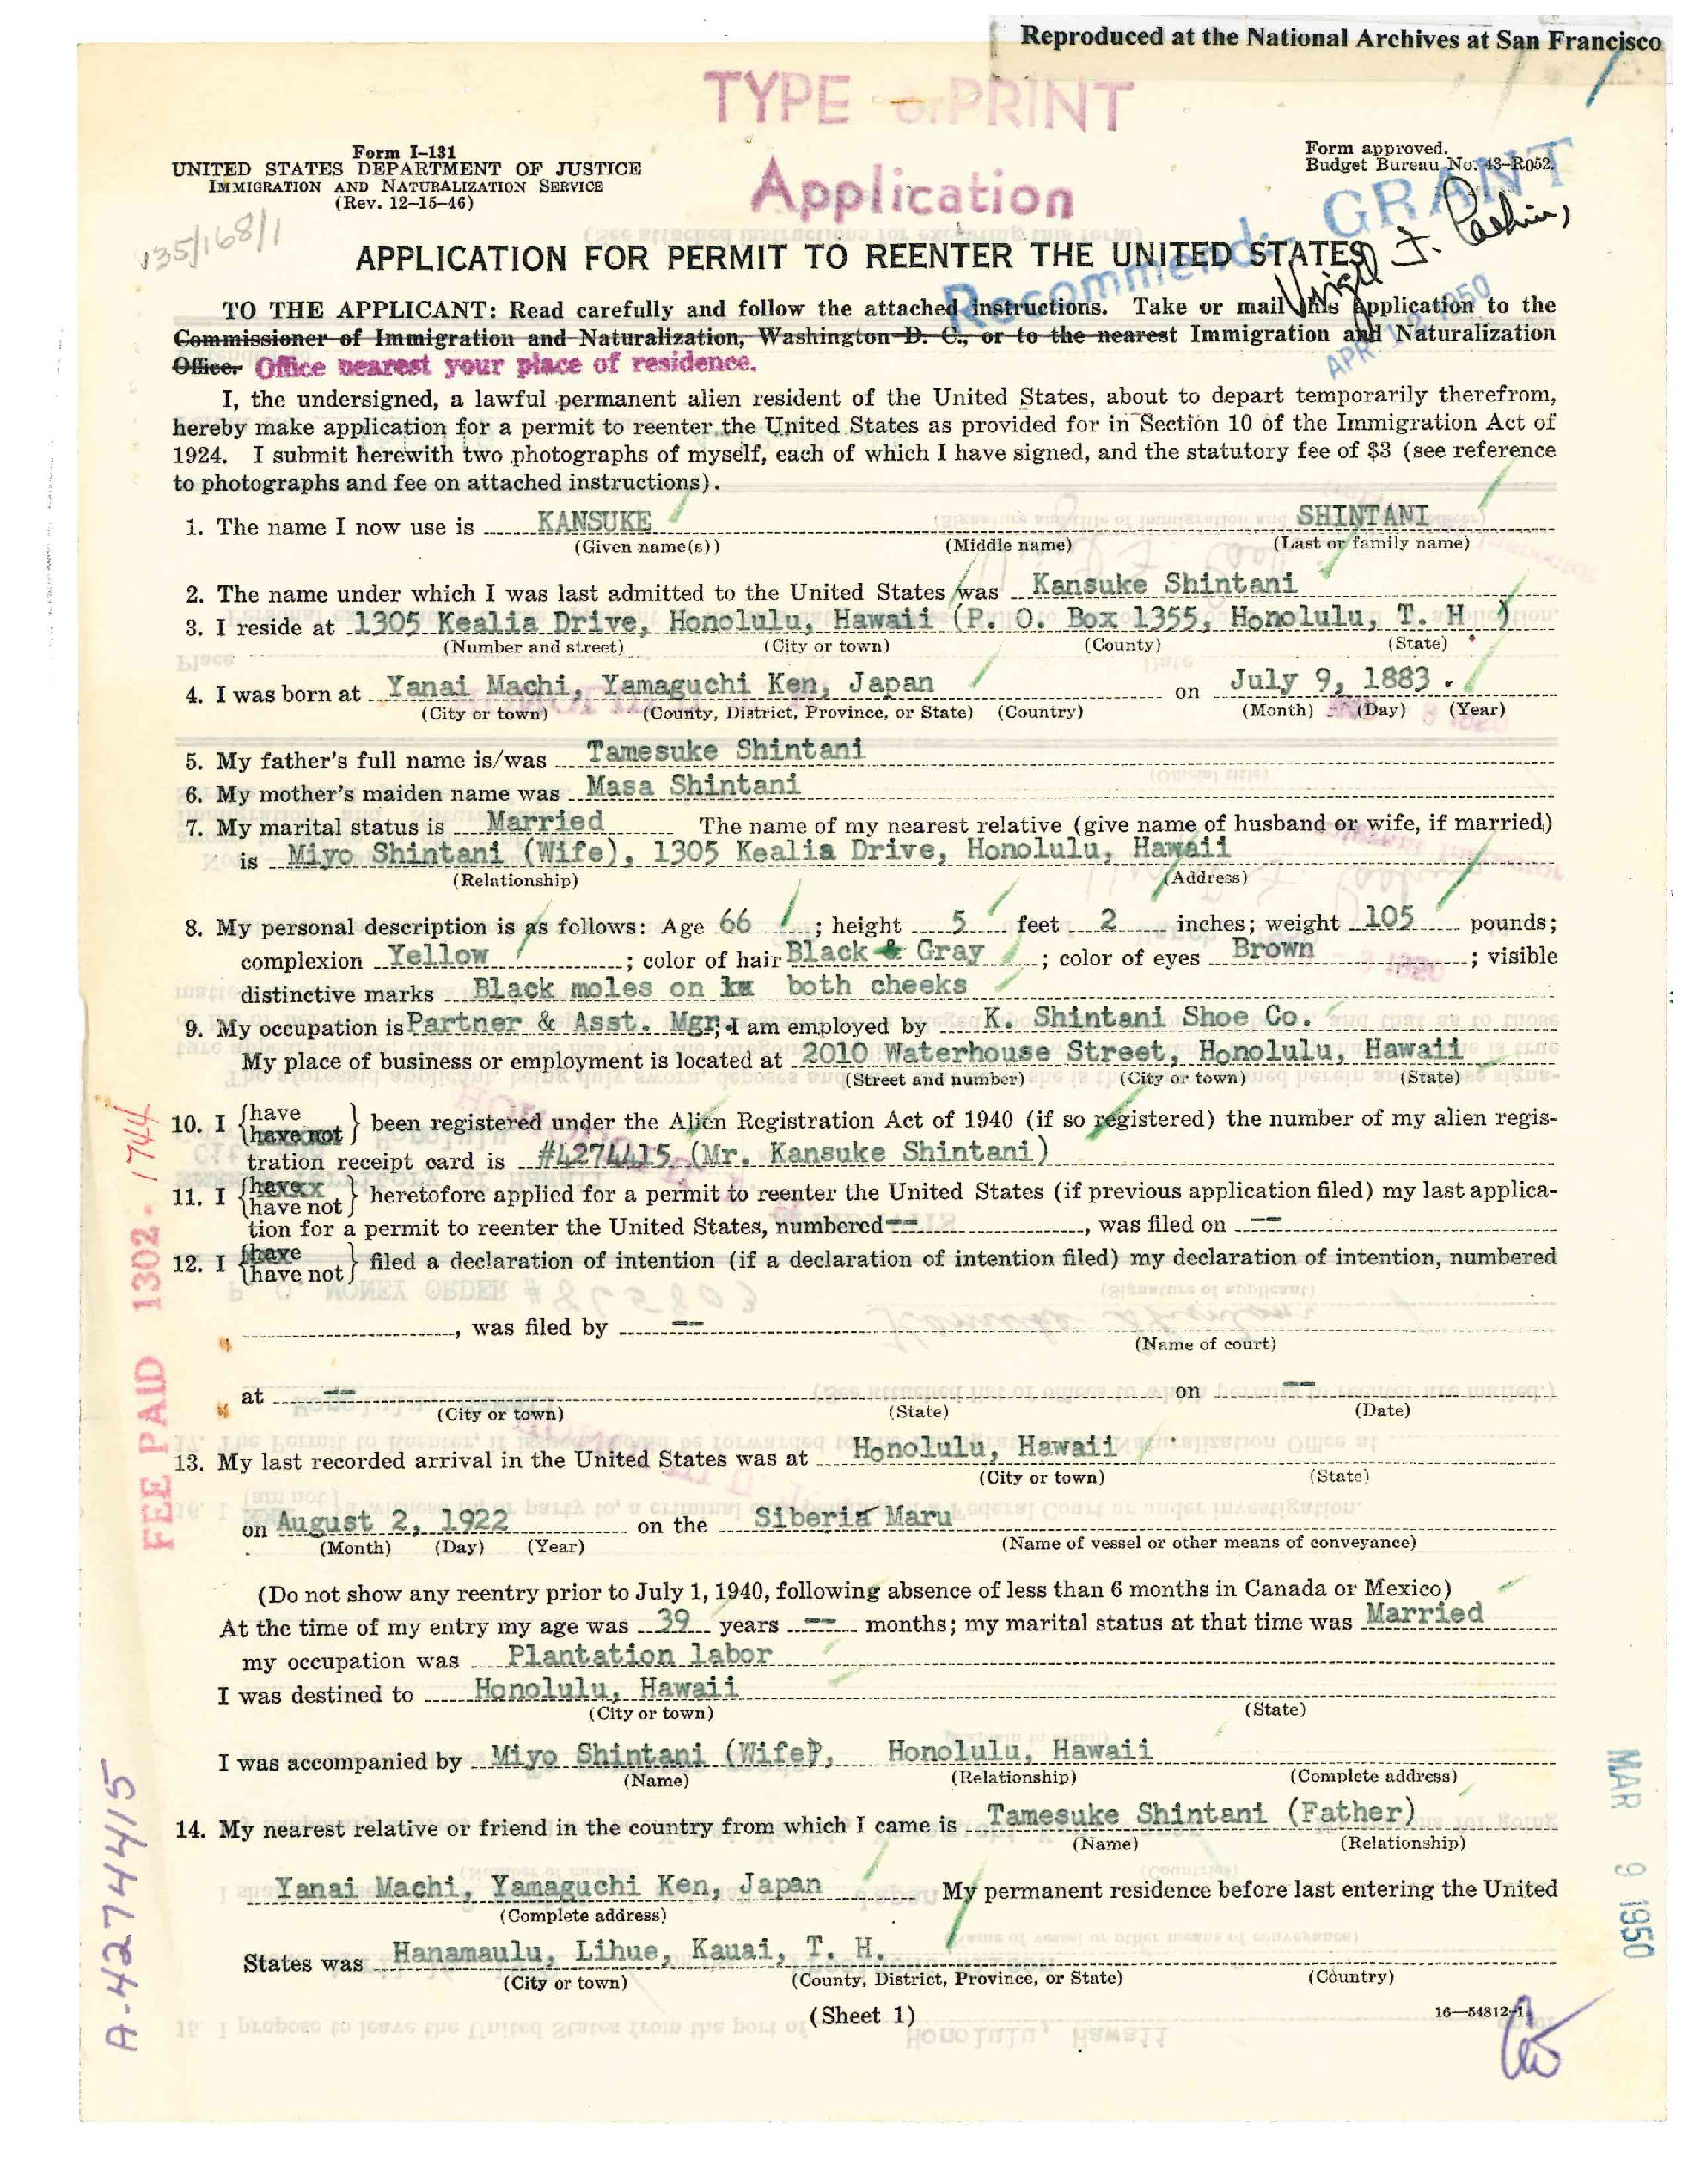 Reproduced at the National Archives at San Francisco
TYPE or PRINT
Form I-131
UNITED STATES DEPARTMENT OF JUSTICE
IMMIGRATION AND NATURALIZATION SERVICE
(Rev. 12-15-46)
Form approved.
Budget Bureau No. 43-R052.
Application
135/168/1
Recommend: GRANT
Virgil F.
APR 12 1950
APPLICATION FOR PERMIT TO REENTER THE UNITED STATES
TO THE APPLICANT: Read carefully and follow the attached instructions. Take or mail this application to the
Commissioner of Immigration and Naturalization, Washington D. C., or to the nearest Immigration and Naturalization
Office. Office nearest your place of residence.
I, the undersigned, a lawful permanent alien resident of the United States, about to depart temporarily therefrom,
hereby make application for a permit to reenter the United States as provided for in Section 10 of the Immigration Act of
1924. I submit herewith two photographs of myself, each of which I have signed, and the statutory fee of $3 (see reference
to photographs and fee on attached instructions).
1. The name I now use is KANSUKE SHINTANI
(Given name(s)) (Middle name) (Last or family name)
2. The name under which I was last admitted to the United States was Kansuke Shintani
3. I reside at 1305 Kealia Drive, Honolulu, Hawaii (P. O. Box 1355, Honolulu, T. H.)
(Number and street) (City or town) (County) (State)
4. I was born at Yanai Machi, Yamaguchi Ken, Japan on July 9, 1883.
(City or town) (County, District, Province, or State) (Country) (Month) (Day) (Year)
5. My father's full name is/was Tamesuke Shintani
6. My mother's maiden name was Masa Shintani
7. My marital status is Married The name of my nearest relative (give name of husband or wife, if married)
is Miyo Shintani (Wife), 1305 Kealia Drive, Honolulu, Hawaii
(Relationship) (Address)
8. My personal description is as follows: Age 66; height 5 feet 2 inches; weight 105 pounds;
complexion Yellow; color of hair Black & Gray; color of eyes Brown; visible
distinctive marks Black moles on both cheeks
9. My occupation is Partner & Asst. Mgr; I am employed by K. Shintani Shoe Co.
My place of business or employment is located at 2010 Waterhouse Street, Honolulu, Hawaii
(Street and number) (City or town) (State)
10. I {have / have not} been registered under the Alien Registration Act of 1940 (if so registered) the number of my alien regis-
tration receipt card is #4274415 (Mr. Kansuke Shintani)
11. I {have / have not} heretofore applied for a permit to reenter the United States (if previous application filed) my last applica-
tion for a permit to reenter the United States, numbered --, was filed on --
12. I {have / have not} filed a declaration of intention (if a declaration of intention filed) my declaration of intention, numbered
, was filed by --
(Name of court)
at -- on --
(City or town) (State) (Date)
13. My last recorded arrival in the United States was at Honolulu, Hawaii
(City or town) (State)
on August 2, 1922 on the Siberia Maru
(Month) (Day) (Year) (Name of vessel or other means of conveyance)
(Do not show any reentry prior to July 1, 1940, following absence of less than 6 months in Canada or Mexico)
At the time of my entry my age was 39 years -- months; my marital status at that time was Married
my occupation was Plantation labor
I was destined to Honolulu, Hawaii
(City or town) (State)
I was accompanied by Miyo Shintani (Wife), Honolulu, Hawaii
(Name) (Relationship) (Complete address)
14. My nearest relative or friend in the country from which I came is Tamesuke Shintani (Father)
(Name) (Relationship)
Yanai Machi, Yamaguchi Ken, Japan My permanent residence before last entering the United
(Complete address)
States was Hanamaulu, Lihue, Kauai, T. H.
(City or town) (County, District, Province, or State) (Country)
(Sheet 1)
16—54812-1
FEE PAID 1302-1744
A-4274415
MAR 9 1950